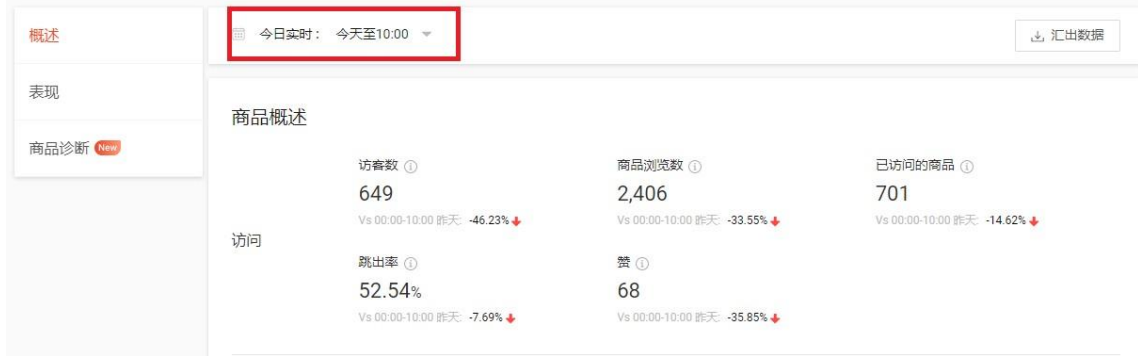 概述
今日实时： 今天至10:00
汇出数据
表现
商品诊断 New
商品概述
访问
访客数
649
Vs 00:00-10:00 昨天: -46.23%
商品浏览数
2,406
Vs 00:00-10:00 昨天: -33.55%
已访问的商品
701
Vs 00:00-10:00 昨天: -14.62%
跳出率
52.54%
Vs 00:00-10:00 昨天: -7.69%
赞
68
Vs 00:00-10:00 昨天: -35.85%